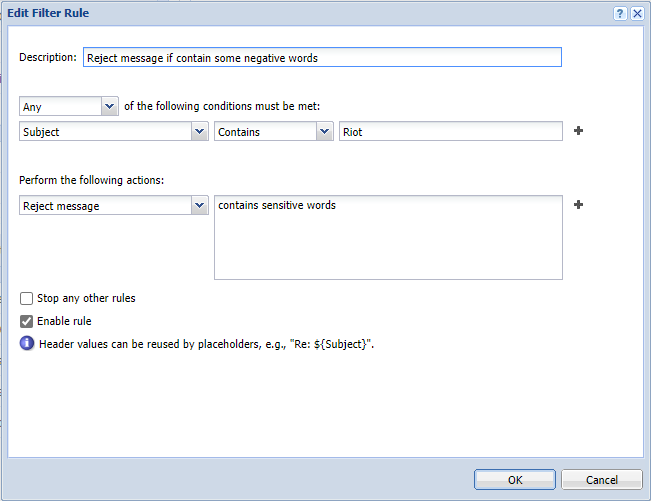 Edit Filter Rule
Description: Reject message if contain some negative words
Any of the following conditions must be met:
Subject Contains Riot
Perform the following actions:
Reject message contains sensitive words
Stop any other rules
Enable rule
Header values can be reused by placeholders, e.g., "Re: ${Subject}".
OK Cancel